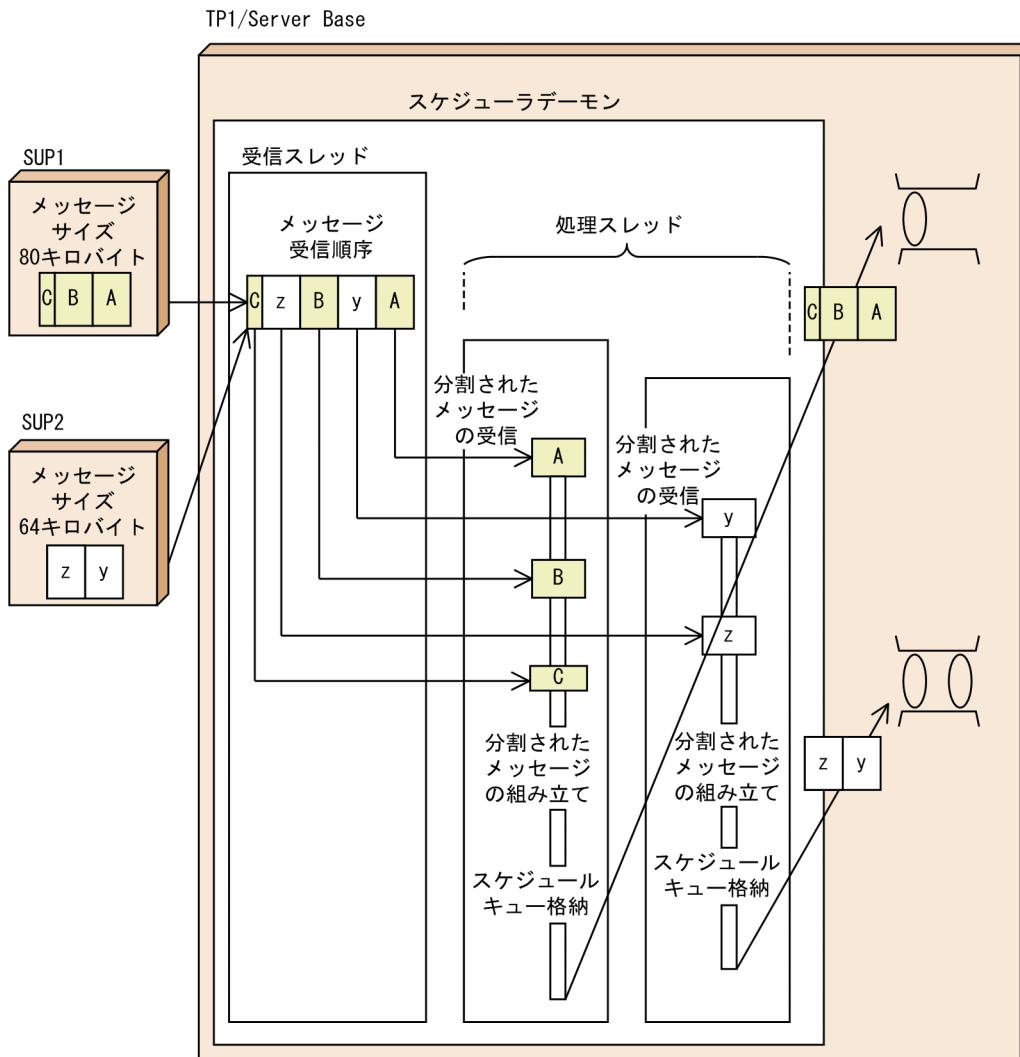 TP1/Server Base
スケジューラデーモン
SUP1
メッセージ
サイズ
80キロバイト
C B A
SUP2
メッセージ
サイズ
64キロバイト
z y
受信スレッド
メッセージ
受信順序
C z B y A
処理スレッド
分割された
メッセージ
の受信
A
B
C
分割された
メッセージ
の組み立て
スケジュール
キュー格納
分割された
メッセージ
の受信
y
z
分割された
メッセージ
の組み立て
スケジュール
キュー格納
C B A
z y